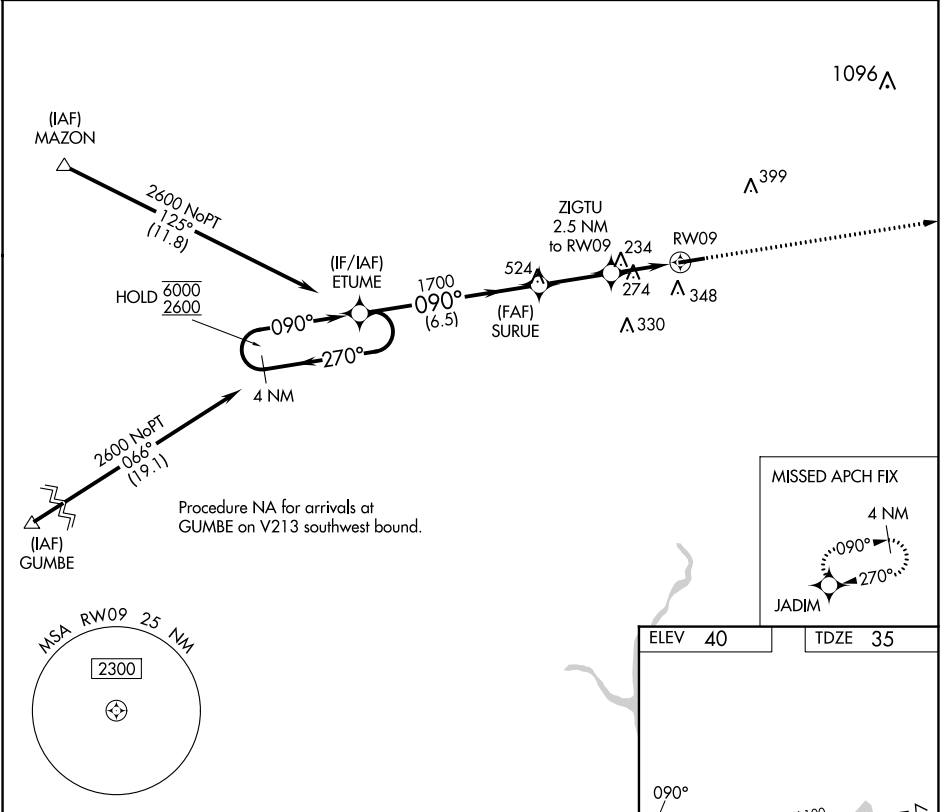 1096
(IAF)
MAZON
399
2600 NoPT
125°
(11.8)
ZIGTU
2.5 NM
to RW09
234
RW09
(IF/IAF)
ETUME
524
274
348
HOLD 6000
2600
1700
090°
(6.5)
(FAF)
SURUE
330
090°
270°
4 NM
2600 NoPT
066°
(19.1)
(IAF)
GUMBE
Procedure NA for arrivals at
GUMBE on V213 southwest bound.
MISSED APCH FIX
4 NM
090°
270°
JADIM
MSA RW09 25 NM
2300
ELEV 40
TDZE 35
090°